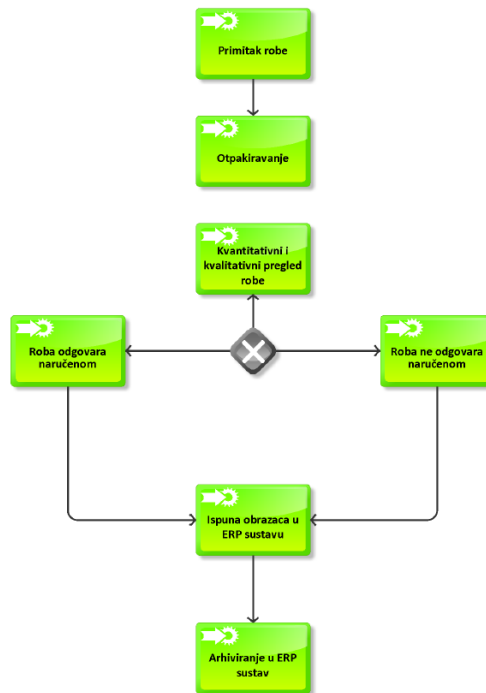 Primitak robe
Otpakiravanje
Kvantitativni i
kvalitativni pregled
robe
Roba odgovara
naručenom
Roba ne odgovara
naručenom
Ispuna obrazaca u
ERP sustavu
Arhiviranje u ERP
sustav